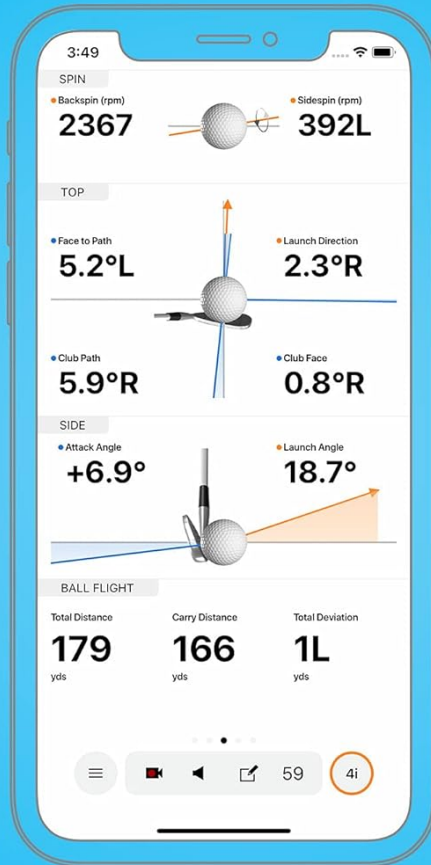 3:49
SPIN
Backspin (rpm)
Sidespin (rpm)
2367
392L
TOP
Face to Path
Launch Direction
5.2°L
2.3°R
Club Path
Club Face
5.9°R
0.8°R
SIDE
Attack Angle
Launch Angle
+6.9°
18.7°
BALL FLIGHT
Total Distance
Carry Distance
Total Deviation
179
166
1L
yds
yds
yds
59
4i